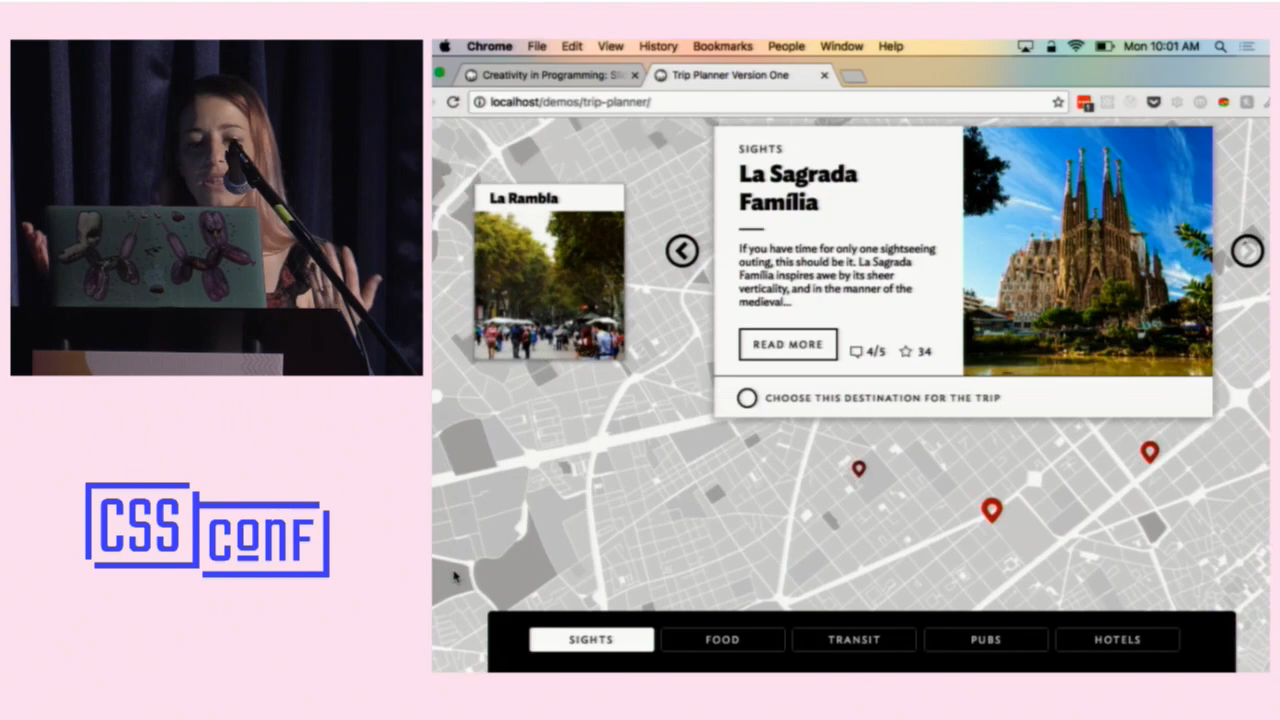 Chrome File Edit View History Bookmarks People Window Help Mon 10:01 AM
Creativity in Programming: Sli
Trip Planner Version One
localhost/demos/trip-planner/
La Rambla
SIGHTS
La Sagrada
Família
If you have time for only one sightseeing
outing, this should be it. La Sagrada
Família inspires awe by its sheer
verticality, and in the manner of the
medieval...
READ MORE
4/5
34
CHOOSE THIS DESTINATION FOR THE TRIP
SIGHTS
FOOD
TRANSIT
PUBS
HOTELS
CSS
conf